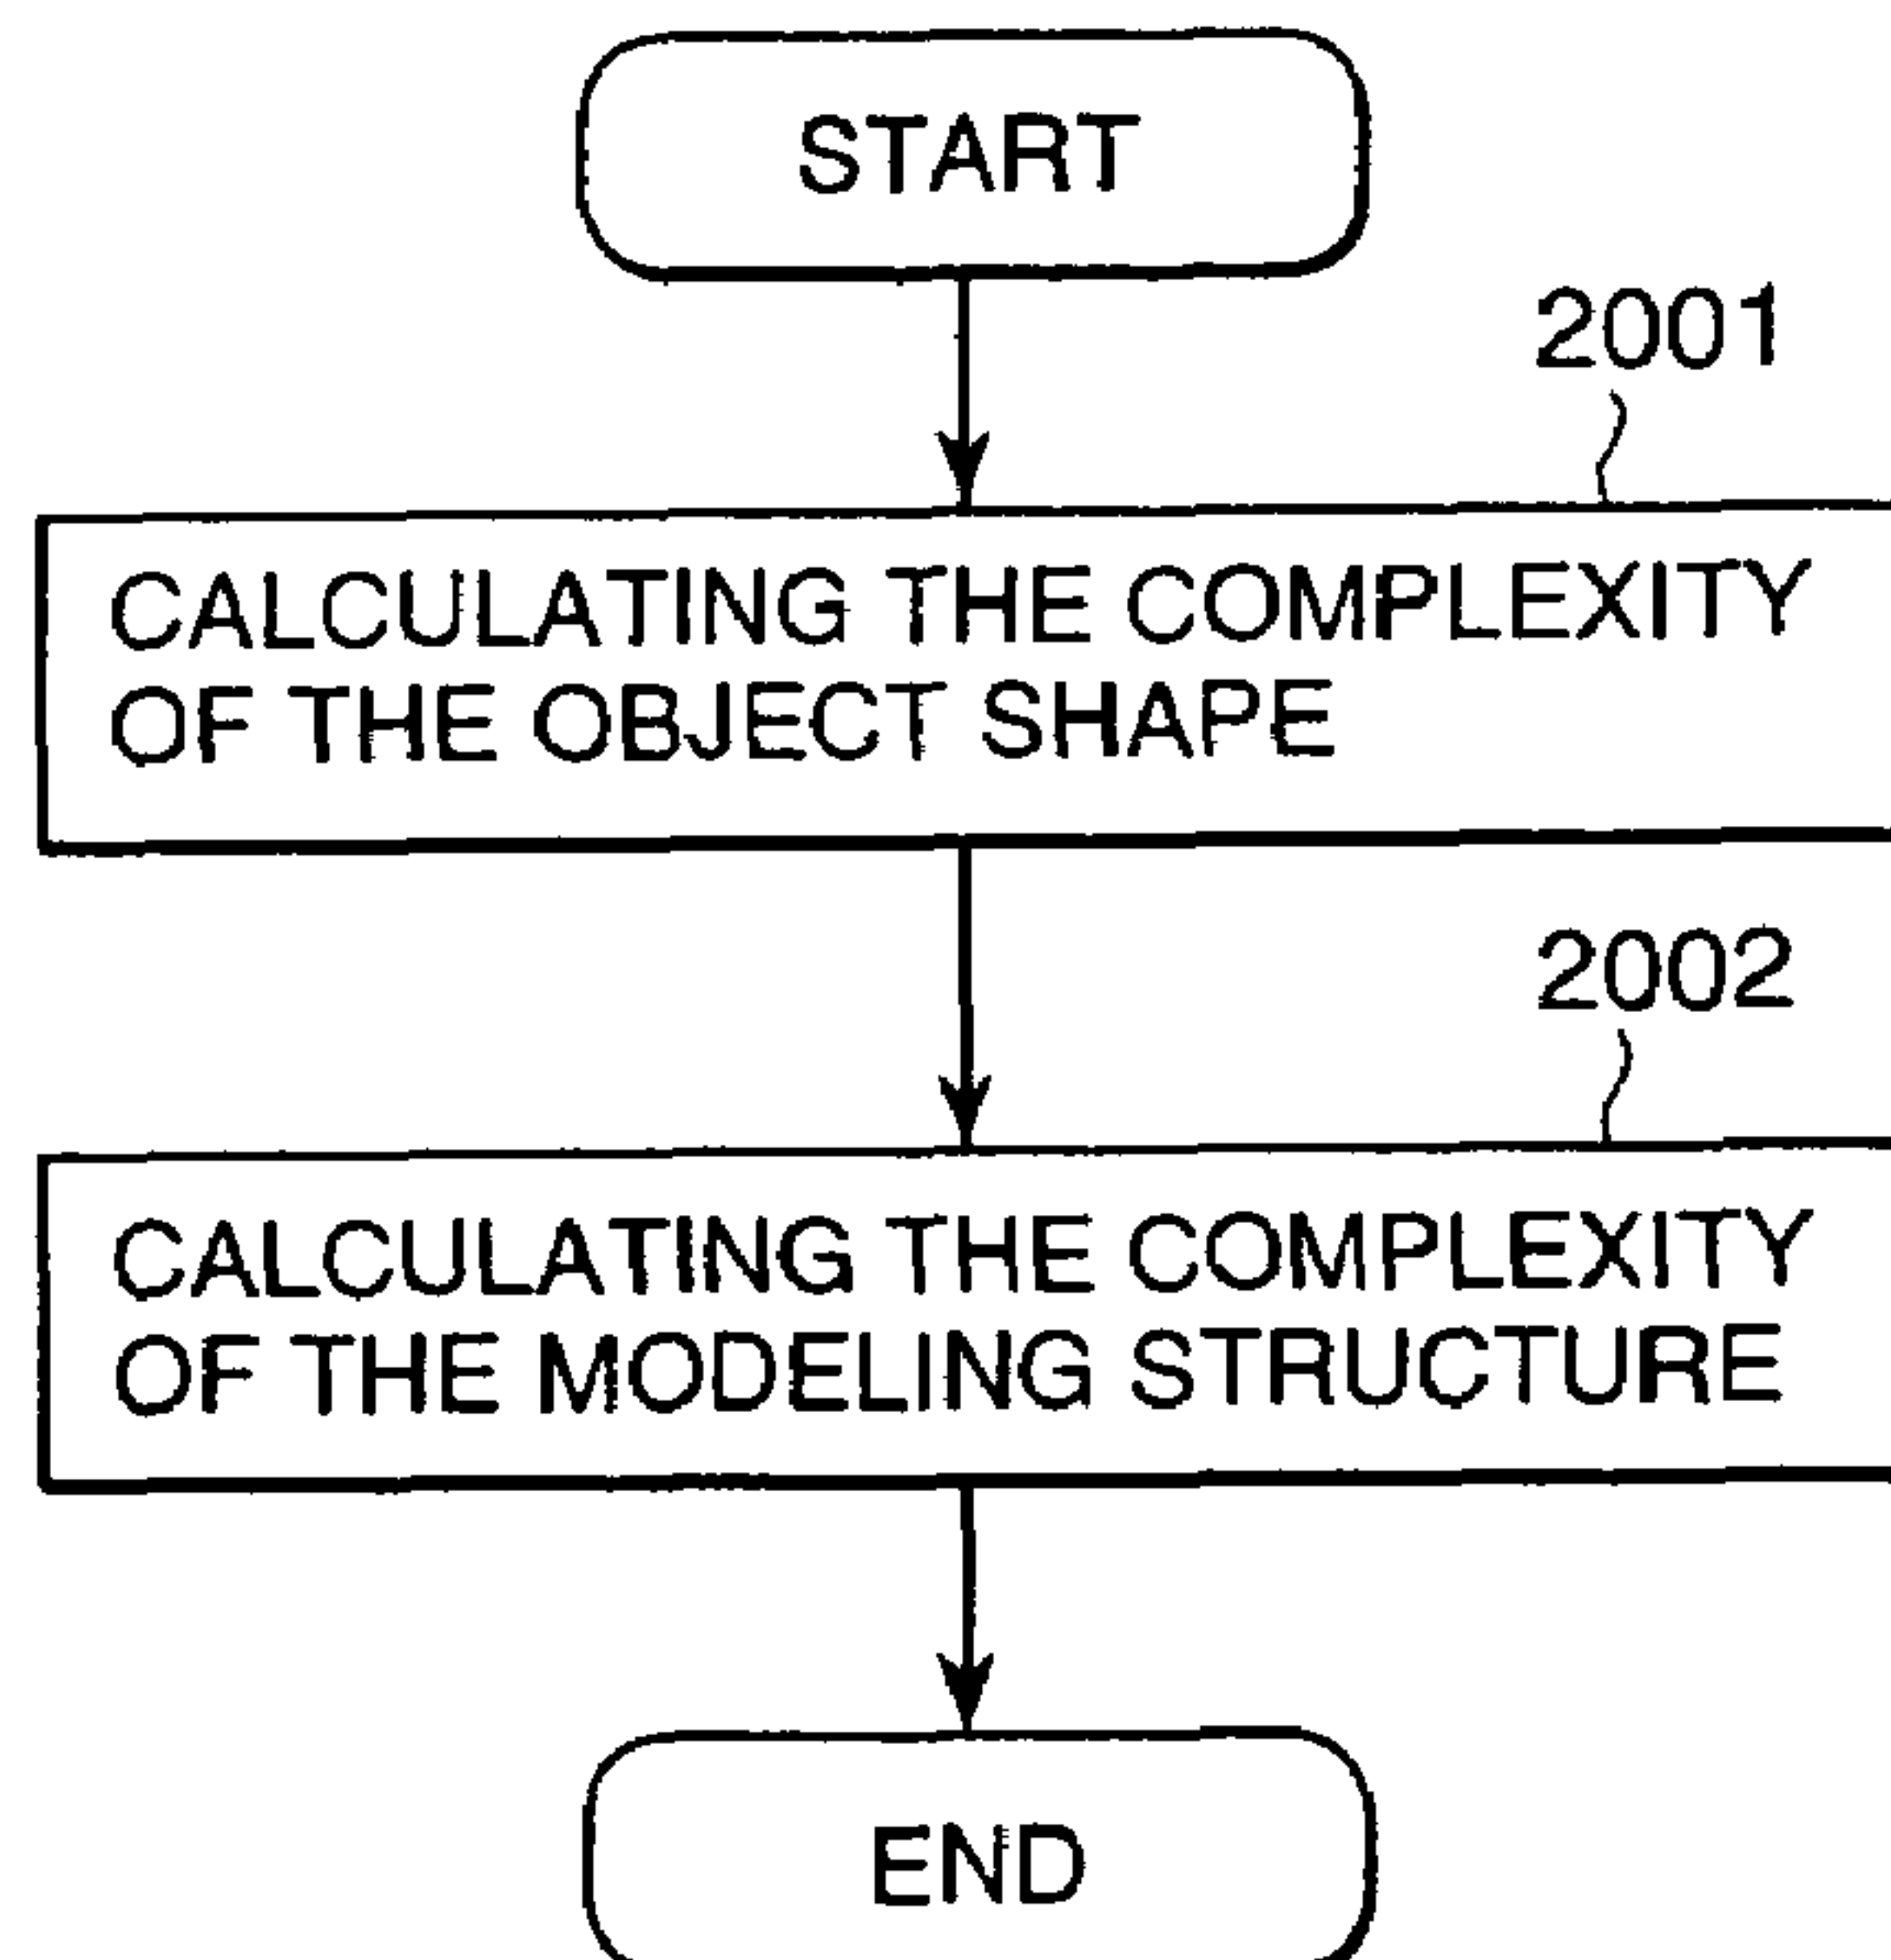 START
2001
CALCULATING THE COMPLEXITY
OF THE OBJECT SHAPE
2002
CALCULATING THE COMPLEXITY
OF THE MODELING STRUCTURE
END